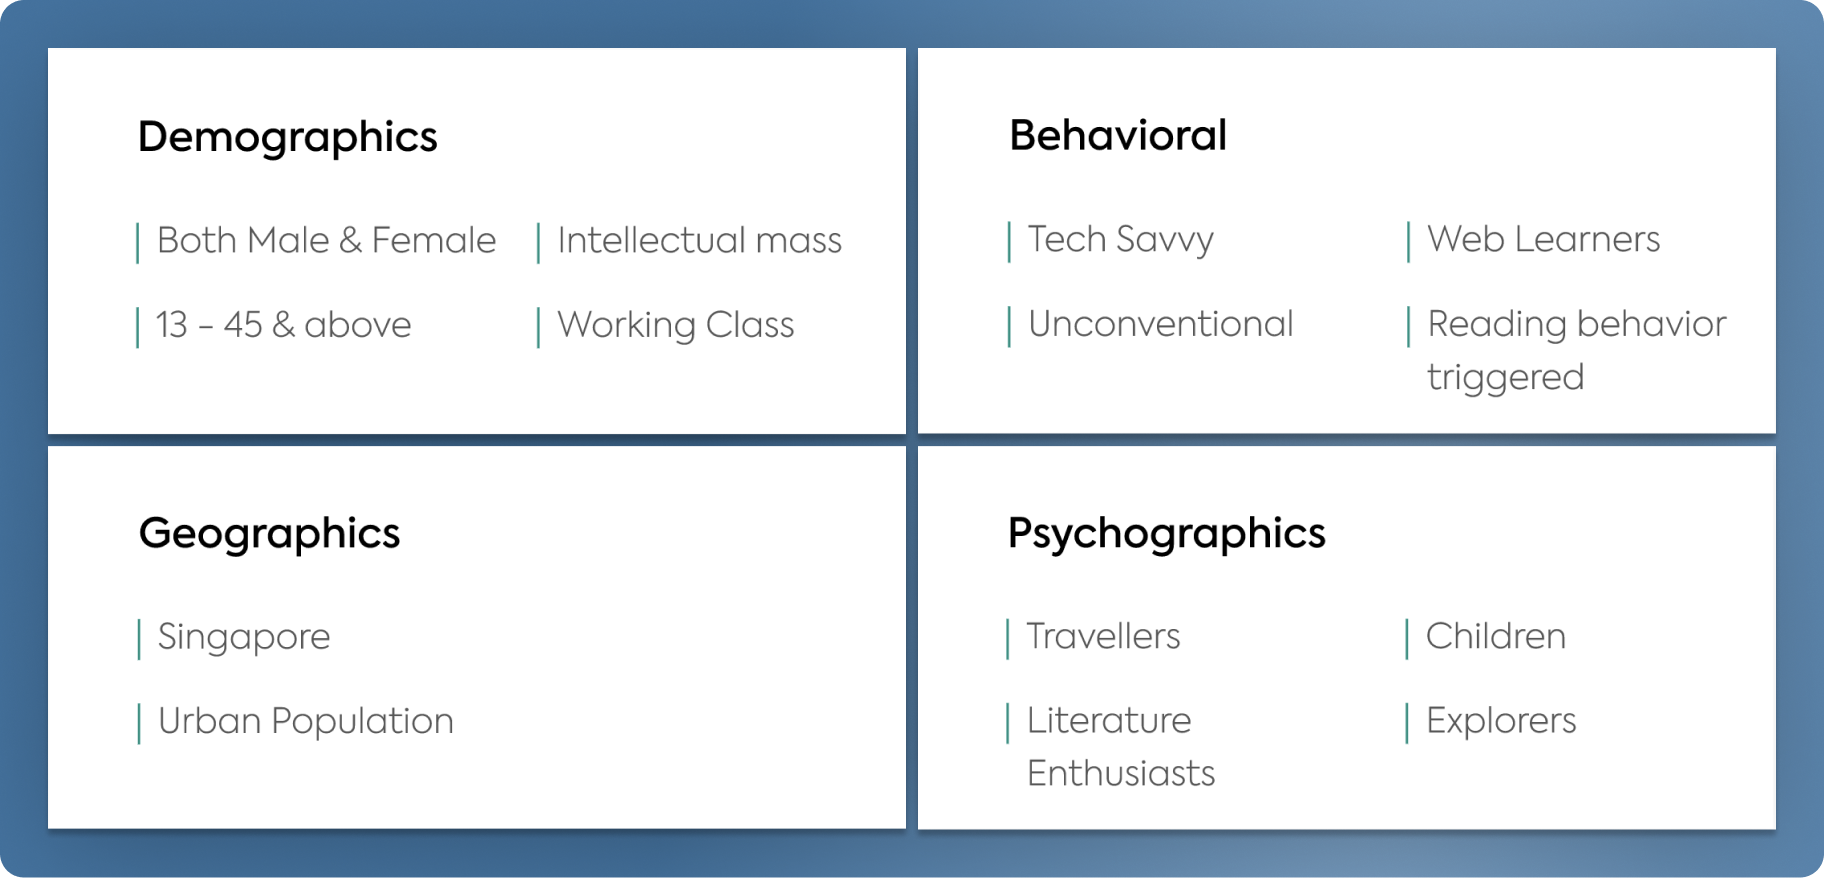 Demographics
Both Male & Female
Intellectual mass
13 - 45 & above
Working Class
Behavioral
Tech Savvy
Web Learners
Unconventional
Reading behavior
triggered
Geographics
Singapore
Urban Population
Psychographics
Travellers
Children
Literature
Enthusiasts
Explorers